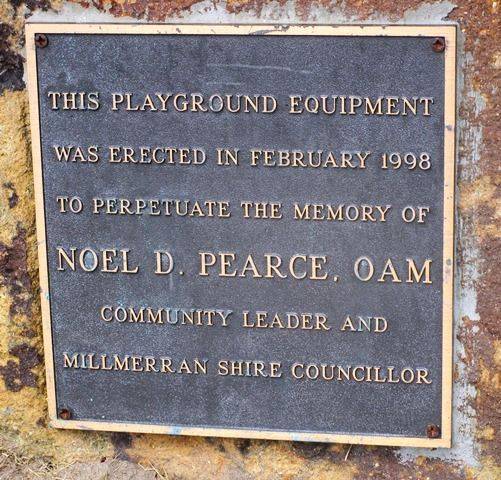 THIS PLAYGROUND EQUIPMENT
WAS ERECTED IN FEBRUARY 1998
TO PERPETUATE THE MEMORY OF
NOEL D. PEARCE, OAM
COMMUNITY LEADER AND
MILLMERRAN SHIRE COUNCILLOR